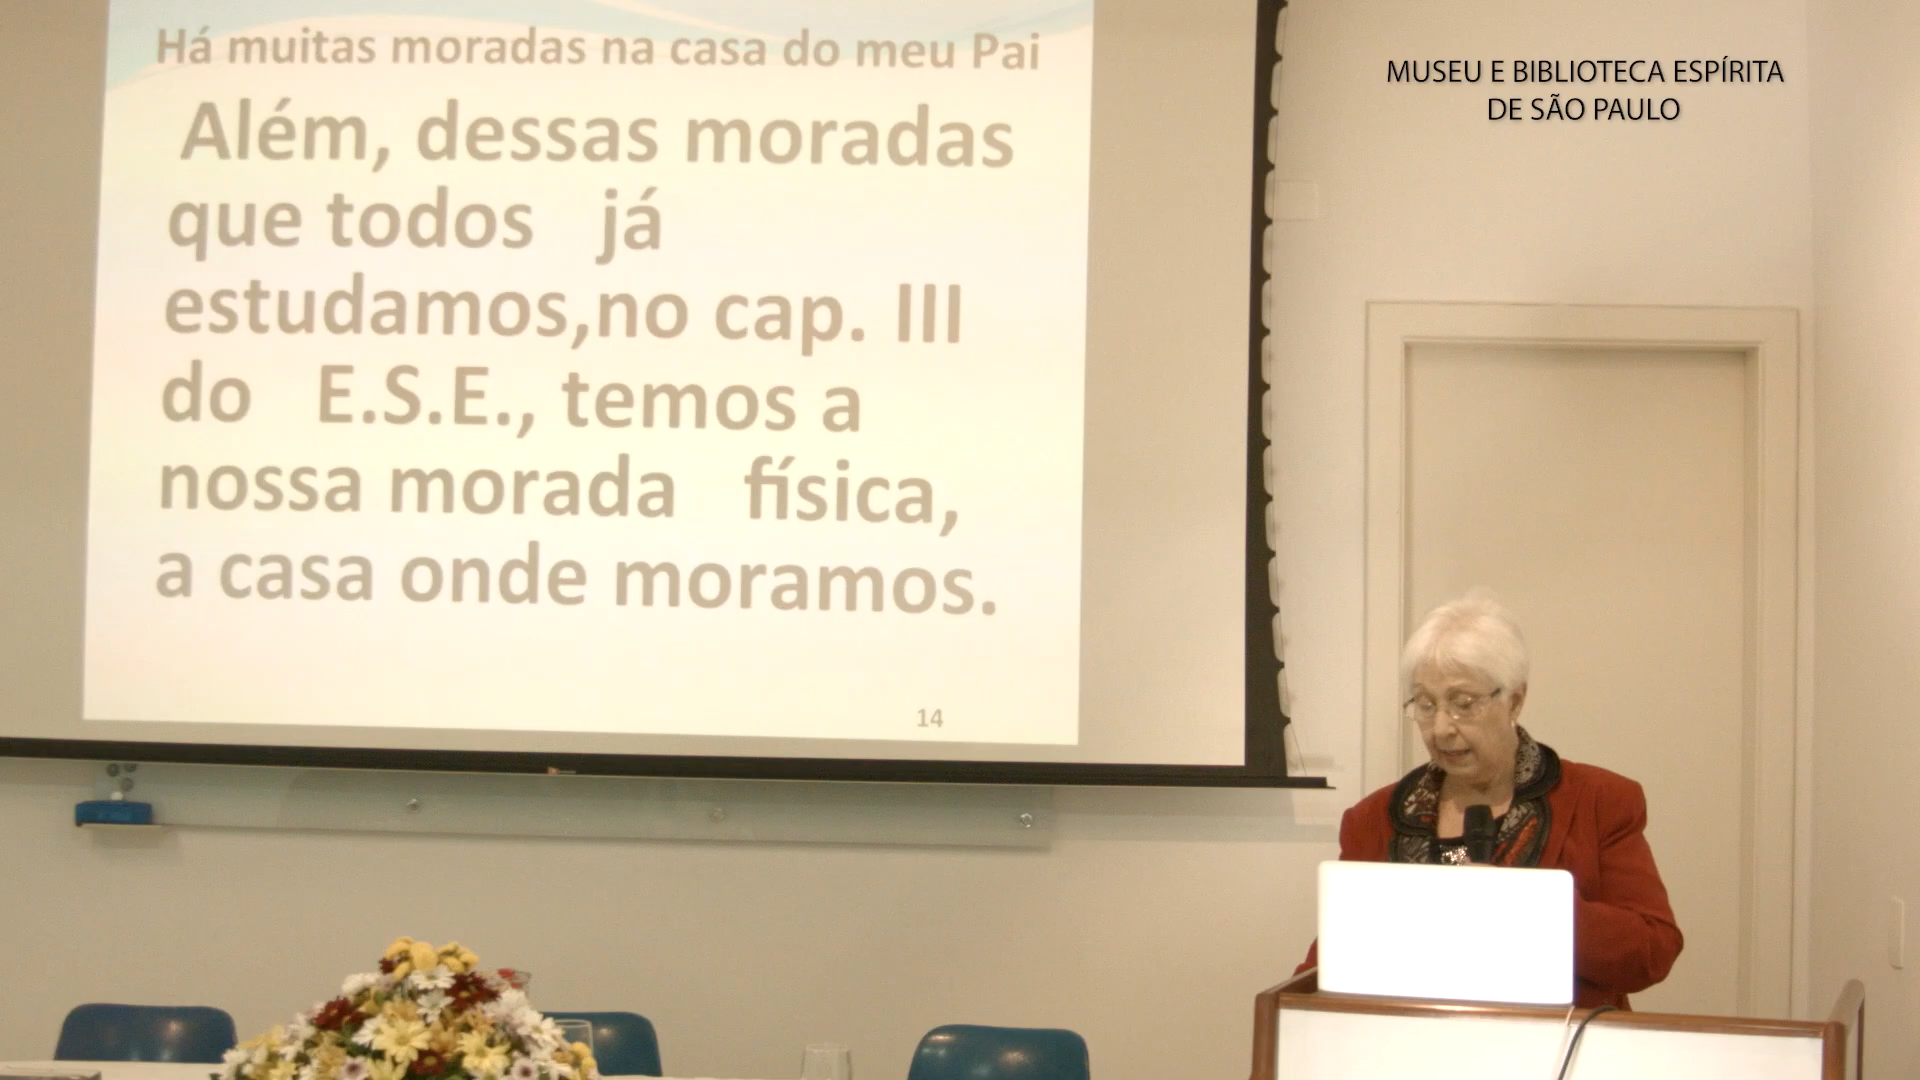 Há muitas moradas na casa do meu Pai
Além, dessas moradas
que todos já
estudamos,no cap. III
do E.S.E., temos a
nossa morada física,
a casa onde moramos.
14
MUSEU E BIBLIOTECA ESPÍRITA
DE SÃO PAULO